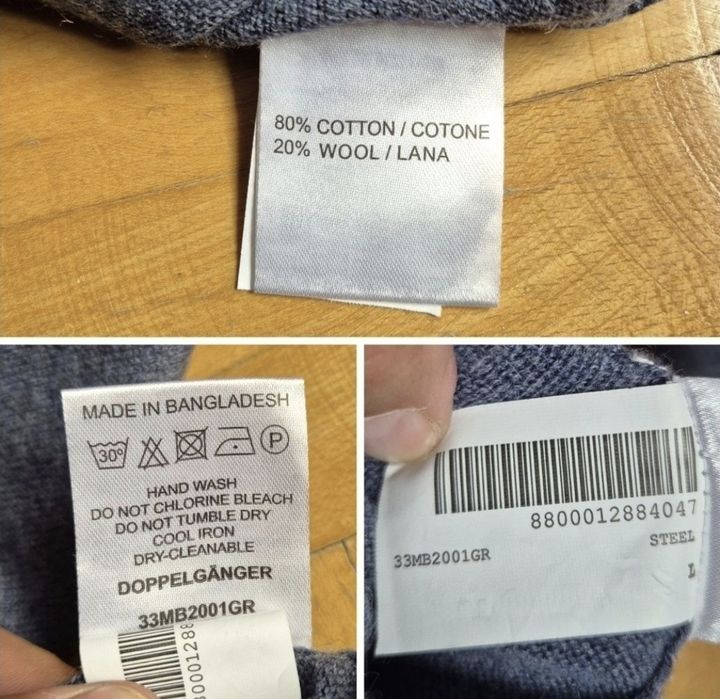 80% COTTON / COTONE
20% WOOL / LANA
MADE IN BANGLADESH
30°
P
HAND WASH
DO NOT CHLORINE BLEACH
DO NOT TUMBLE DRY
COOL IRON
DRY-CLEANABLE
DOPPELGÄNGER
33MB2001GR
0001288
8800012884047
STEEL
33MB2001GR
L